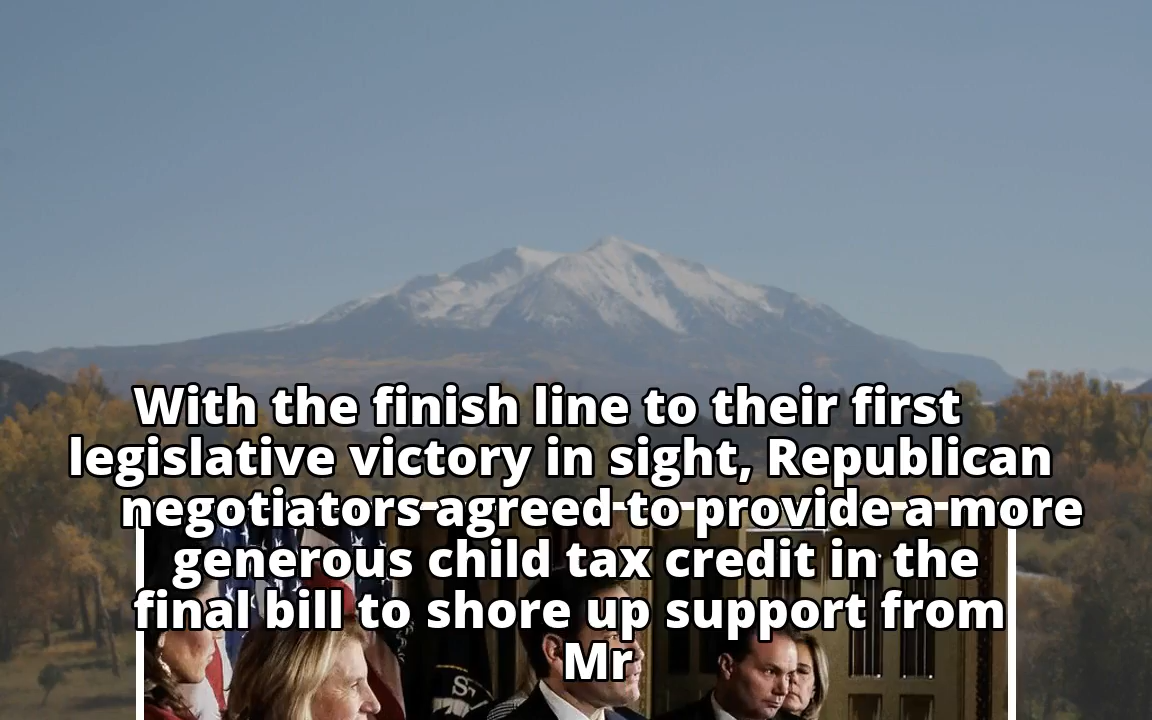 With the finish line to their first
legislative victory in sight, Republican
negotiators agreed to provide a more
generous child tax credit in the
final bill to shore up support from
Mr